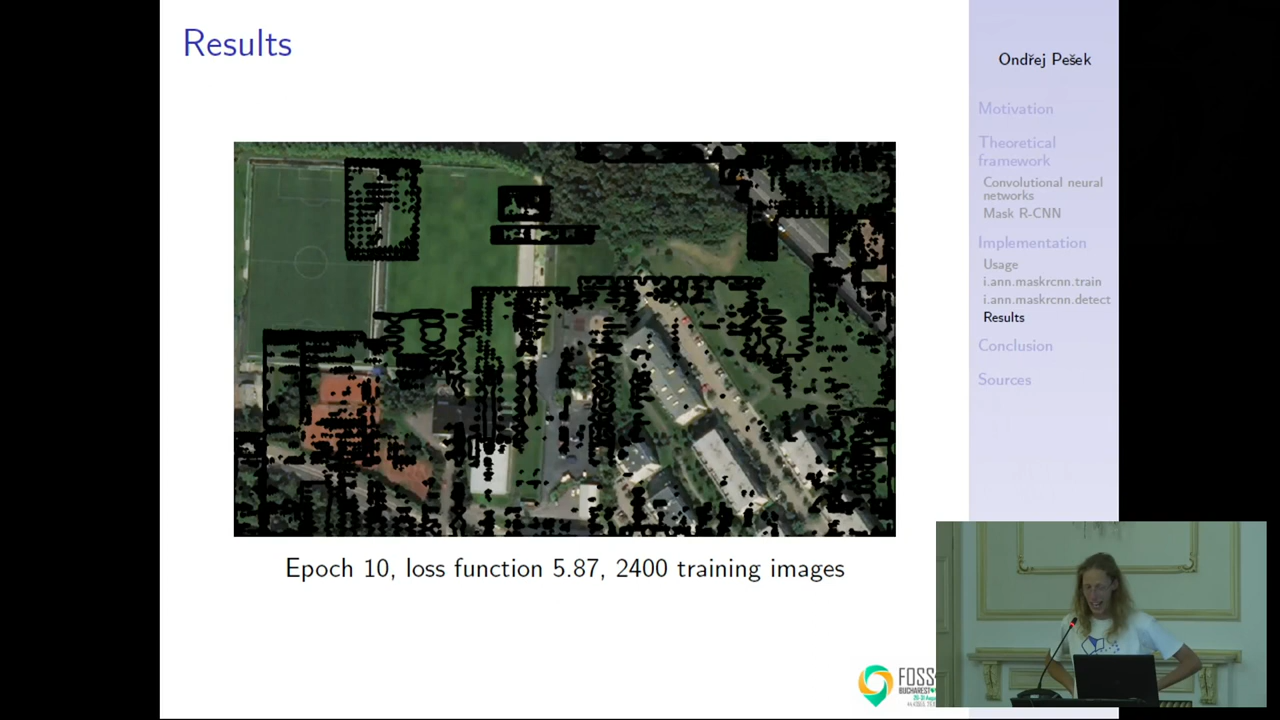 Results
Ondřej Pešek
Motivation
Theoretical
framework
Convolutional neural
networks
Mask R-CNN
Implementation
Usage
i.ann.maskrcnn.train
i.ann.maskrcnn.detect
Results
Conclusion
Sources
Epoch 10, loss function 5.87, 2400 training images
FOSS
BUCHAREST